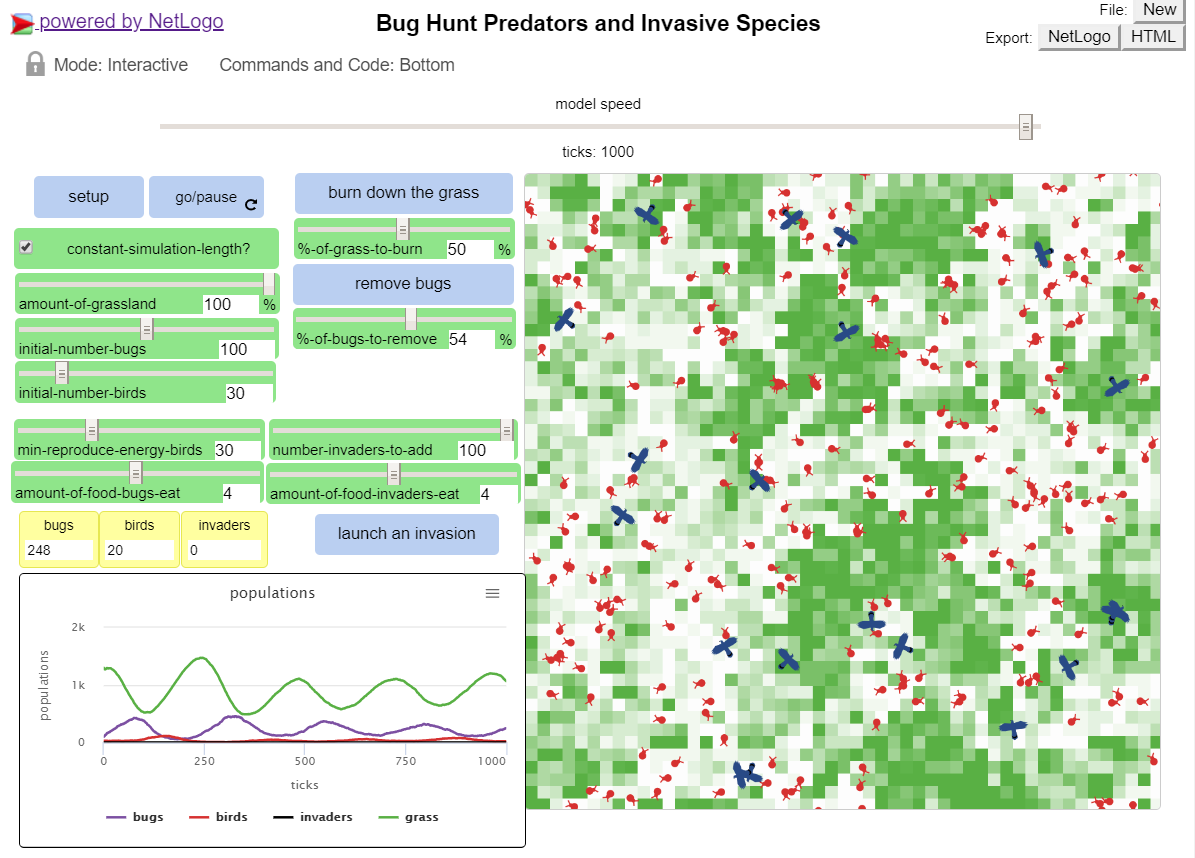 powered by NetLogo
Bug Hunt Predators and Invasive Species
File: New
Export: NetLogo HTML
Mode: Interactive Commands and Code: Bottom
model speed
ticks: 1000
setup
go/pause
burn down the grass
constant-simulation-length?
%-of-grass-to-burn 50 %
remove bugs
amount-of-grassland 100 %
%-of-bugs-to-remove 54 %
initial-number-bugs 100
initial-number-birds 30
min-reproduce-energy-birds 30
number-invaders-to-add 100
amount-of-food-bugs-eat 4
amount-of-food-invaders-eat 4
bugs birds invaders
248 20 0
launch an invasion
populations
2k
1k
0
populations
0 250 500 750 1000
ticks
bugs birds invaders grass